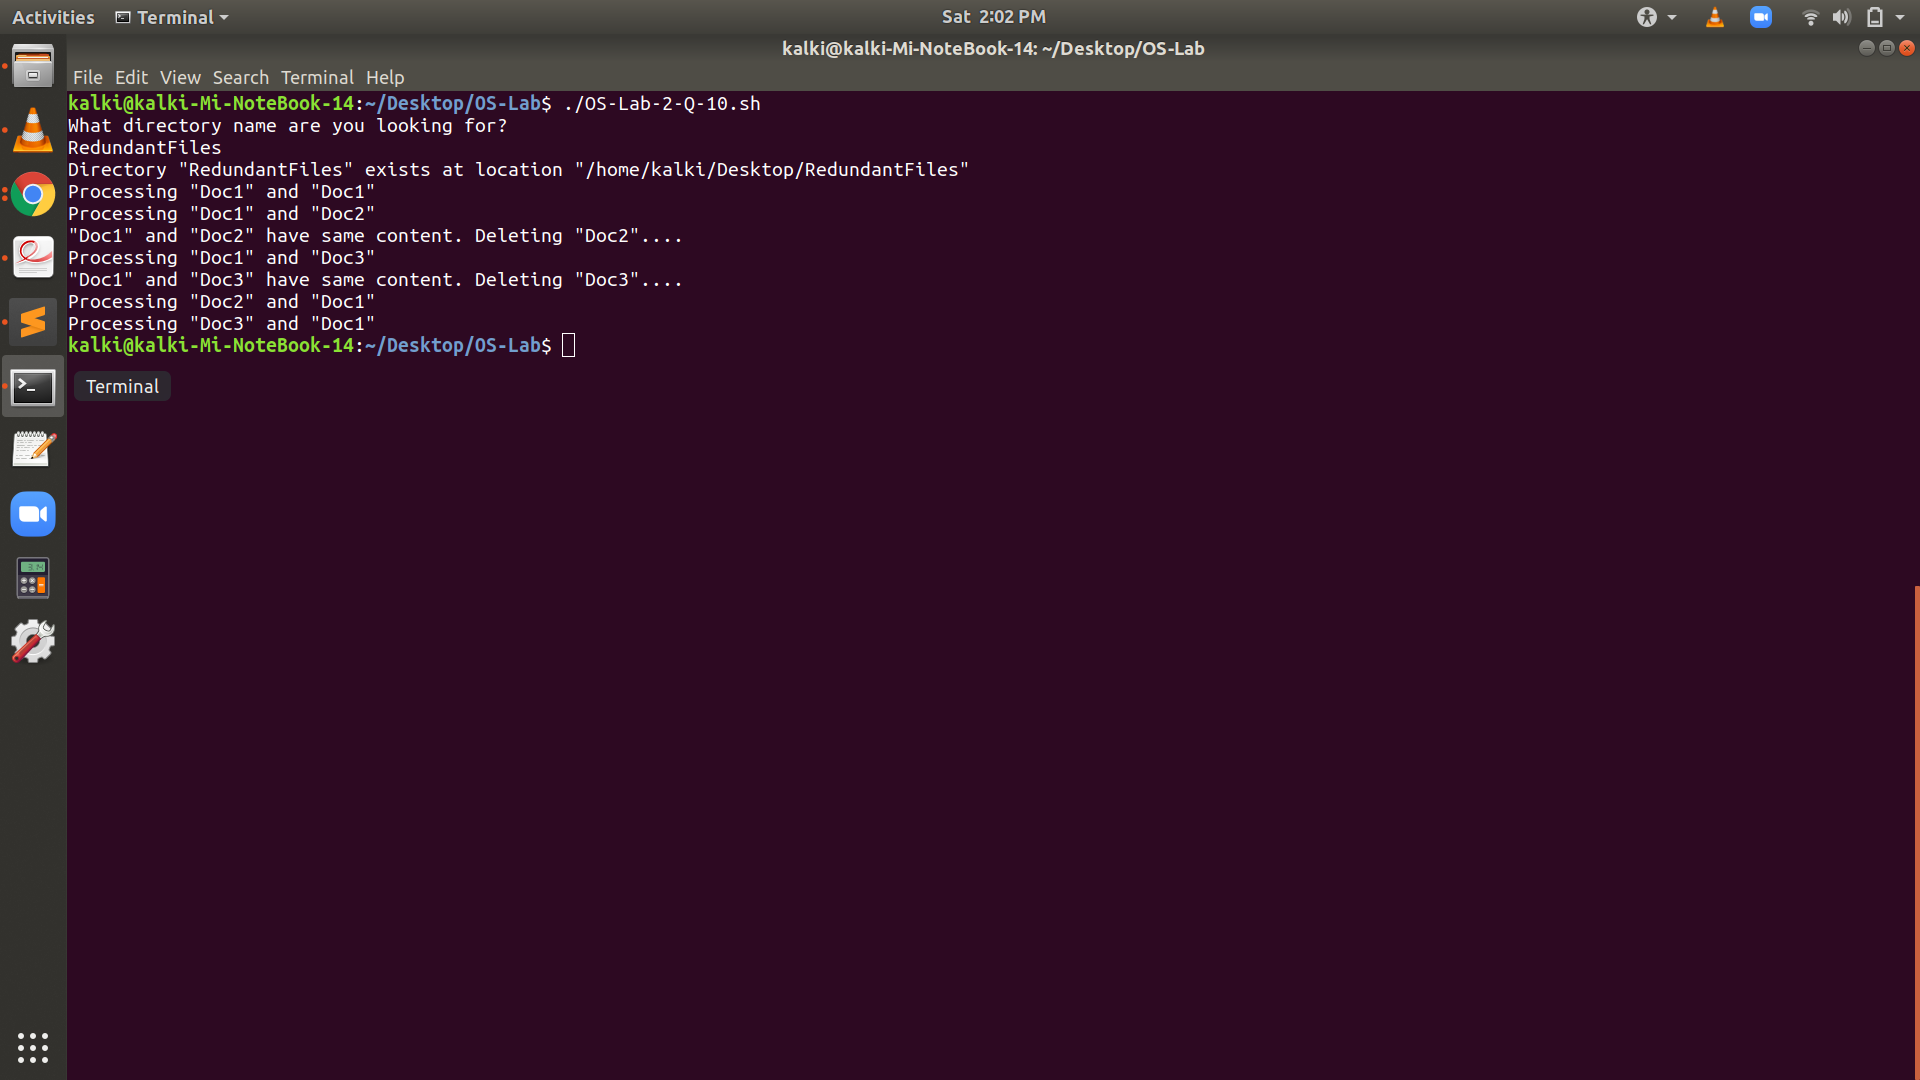 Activities Terminal Sat 2:02 PM
kalki@kalki-Mi-NoteBook-14: ~/Desktop/OS-Lab
File Edit View Search Terminal Help
kalki@kalki-Mi-NoteBook-14:~/Desktop/OS-Lab$ ./OS-Lab-2-Q-10.sh
What directory name are you looking for?
RedundantFiles
Directory "RedundantFiles" exists at location "/home/kalki/Desktop/RedundantFiles"
Processing "Doc1" and "Doc1"
Processing "Doc1" and "Doc2"
"Doc1" and "Doc2" have same content. Deleting "Doc2"....
Processing "Doc1" and "Doc3"
"Doc1" and "Doc3" have same content. Deleting "Doc3"....
Processing "Doc2" and "Doc1"
Processing "Doc3" and "Doc1"
kalki@kalki-Mi-NoteBook-14:~/Desktop/OS-Lab$
Terminal